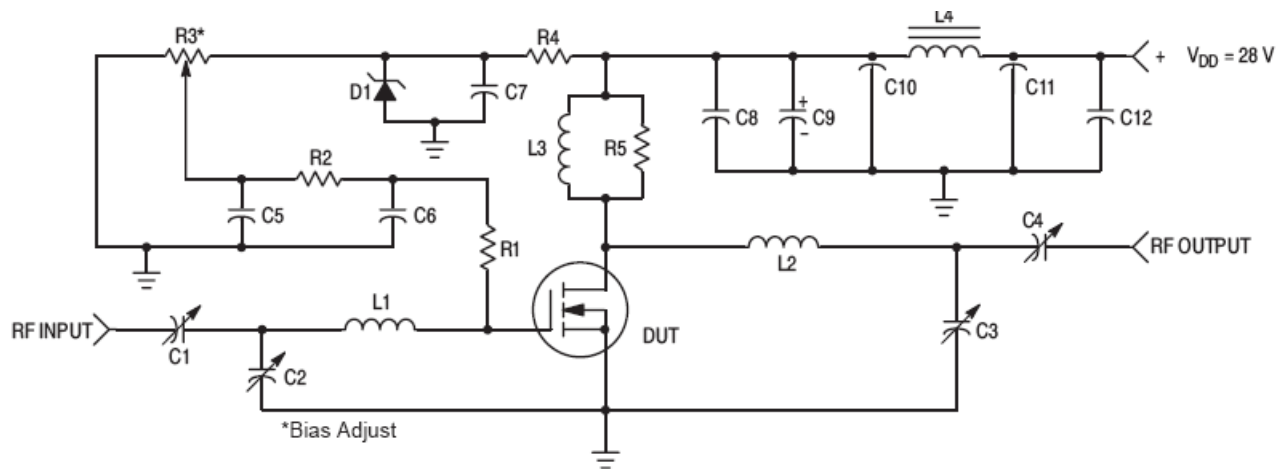 L4
R3*
R4
V_DD = 28 V
+
D1
C7
C10
C11
C8
+
C9
−
C12
L3
R5
R2
C5
C6
R1
C4
RF OUTPUT
L2
L1
RF INPUT
C1
DUT
C3
C2
*Bias Adjust